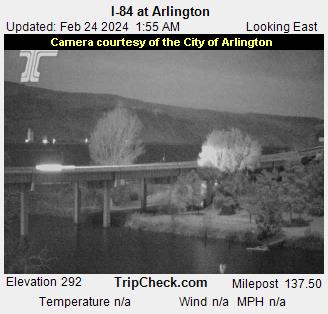 I-84 at Arlington
Updated: Feb 24 2024 1:55 AM Looking East
Camera courtesy of the City of Arlington
Elevation 292 TripCheck.com Milepost 137.50
Temperature n/a Wind n/a MPH n/a